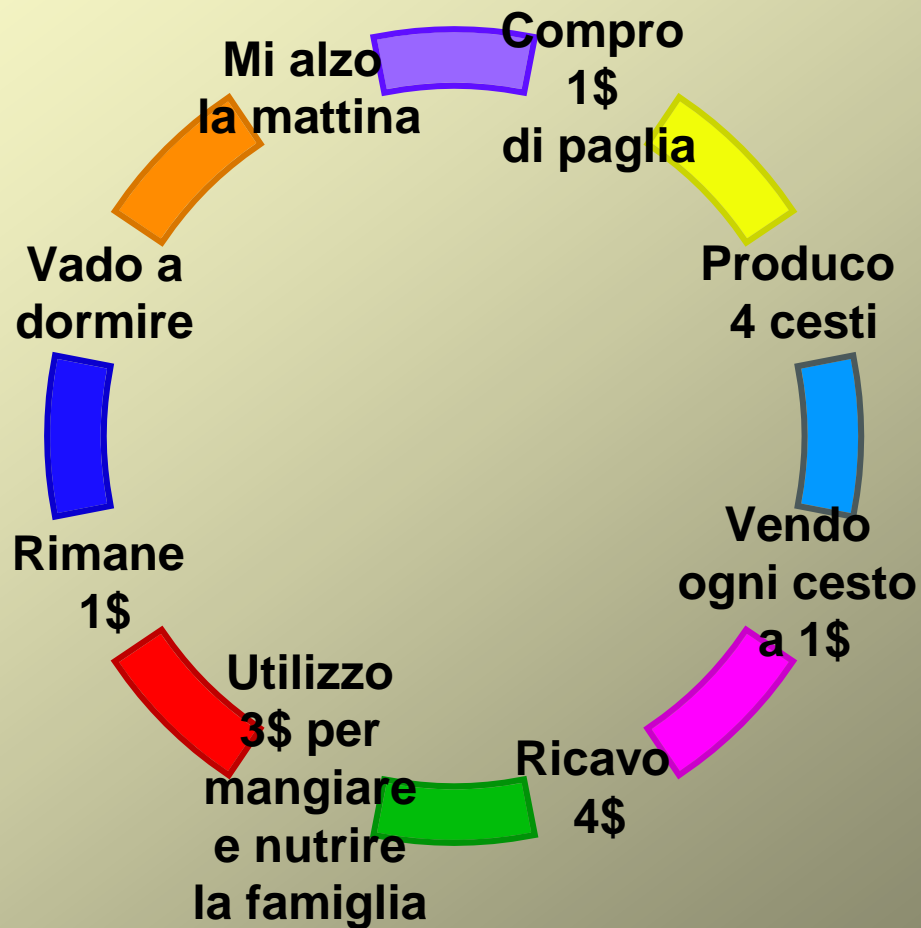 Mi alzo
la mattina
Compro
1$
di paglia
Produco
4 cesti
Vendo
ogni cesto
a 1$
Ricavo
4$
Utilizzo
3$ per
mangiare
e nutrire
la famiglia
Rimane
1$
Vado a
dormire